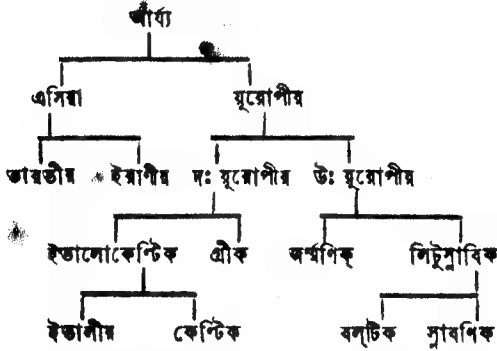 আর্য্য
এসিয়া য়ূরোপীয়
ভারতীয় ইরাণীয় দঃ য়ূরোপীয় উঃ য়ূরোপীয়
ইতালোকেল্টিক গ্রীক জর্ম্মণিক্ লিটুস্লাবিক
ইতালীয় কেল্টিক বল্টিক স্লাবণিক